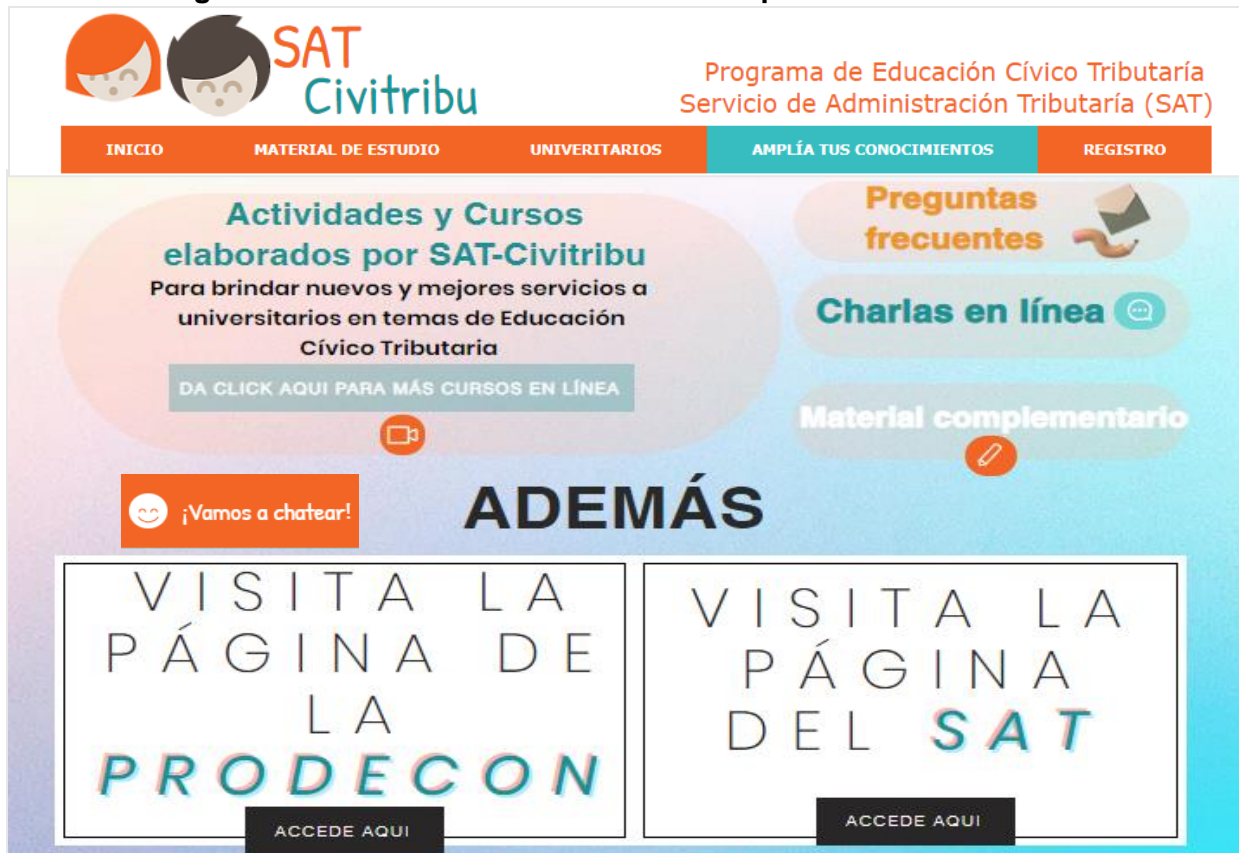 SAT
Civitribu
Programa de Educación Cívico Tributaría
Servicio de Administración Tributaría (SAT)
INICIO MATERIAL DE ESTUDIO UNIVERITARIOS AMPLÍA TUS CONOCIMIENTOS REGISTRO
Actividades y Cursos
elaborados por SAT-Civitribu
Para brindar nuevos y mejores servicios a
universitarios en temas de Educación
Cívico Tributaria
DA CLICK AQUI PARA MÁS CURSOS EN LÍNEA
Preguntas
frecuentes
Charlas en línea
Material complementario
¡Vamos a chatear!
ADEMÁS
VISITA LA
PÁGINA DE
LA
PRODECON
ACCEDE AQUI
VISITA LA
PÁGINA
DEL SAT
ACCEDE AQUI